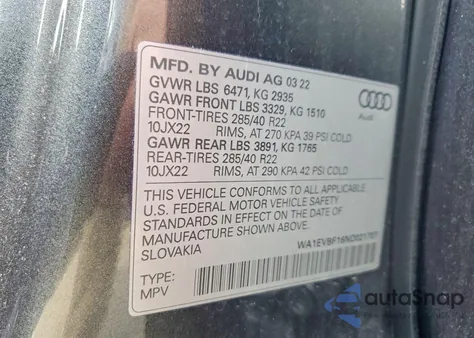 MFD. BY AUDI AG 03 22
GVWR LBS 6471, KG 2935
GAWR FRONT LBS 3329, KG 1510
FRONT-TIRES 285/40 R22
10JX22 RIMS, AT 270 KPA 39 PSI COLD
GAWR REAR LBS 3891, KG 1765
REAR-TIRES 285/40 R22
10JX22 RIMS, AT 290 KPA 42 PSI COLD
Audi
THIS VEHICLE CONFORMS TO ALL APPLICABLE
U.S. FEDERAL MOTOR VEHICLE SAFETY
STANDARDS IN EFFECT ON THE DATE OF
MANUFACTURE SHOWN ABOVE.
SLOVAKIA
TYPE:
MPV
autoSnap